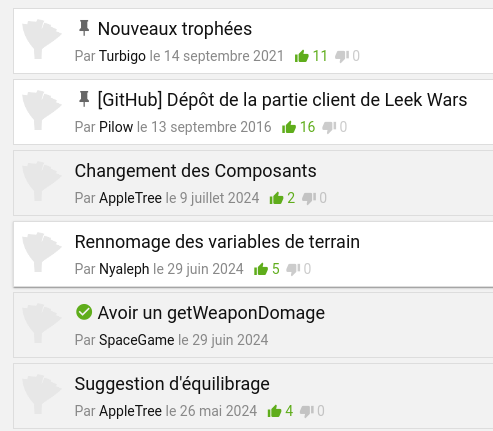 Nouveaux trophées
Par Turbigo le 14 septembre 2021 11 0
[GitHub] Dépôt de la partie client de Leek Wars
Par Pilow le 13 septembre 2016 16 0
Changement des Composants
Par AppleTree le 9 juillet 2024 2 0
Rennomage des variables de terrain
Par Nyaleph le 29 juin 2024 5 0
Avoir un getWeaponDomage
Par SpaceGame le 29 juin 2024
Suggestion d'équilibrage
Par AppleTree le 26 mai 2024 4 0